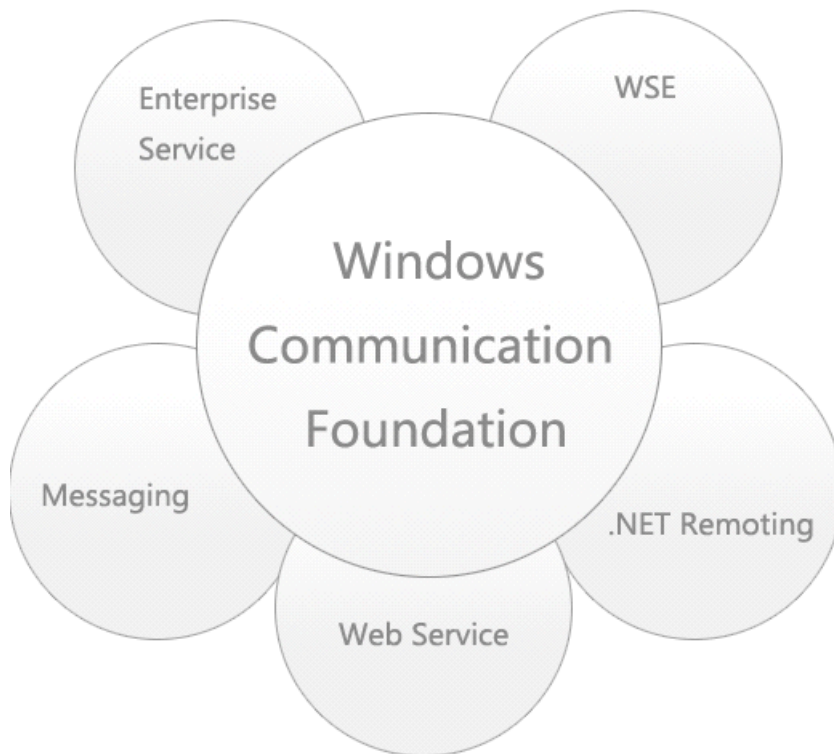 Enterprise
Service
WSE
Windows
Communication
Foundation
Messaging
.NET Remoting
Web Service